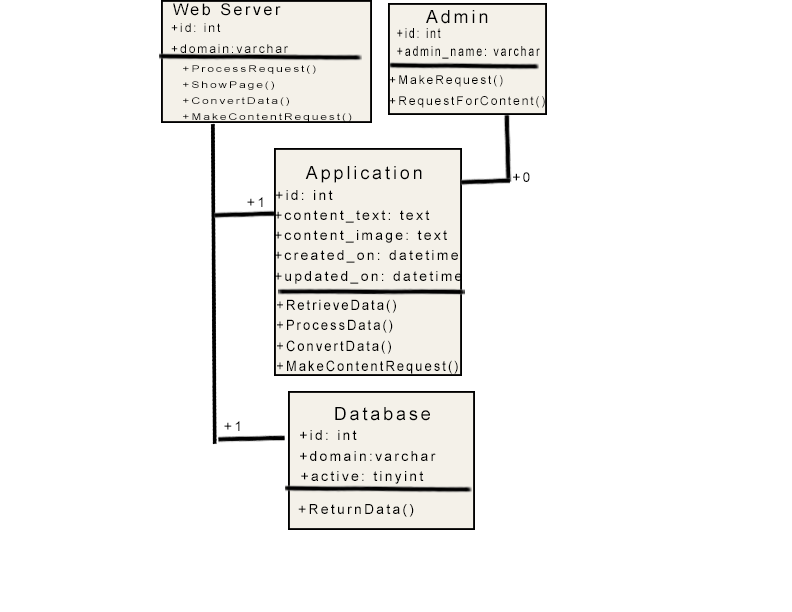 Web Server
+id: int
+domain:varchar
+ProcessRequest()
+ShowPage()
+ConvertData()
+MakeContentRequest()
Admin
+id: int
+admin_name: varchar
+MakeRequest()
+RequestForContent()
+0
+1
Application
+id: int
+content_text: text
+content_image: text
+created_on: datetime
+updated_on: datetime
+RetrieveData()
+ProcessData()
+ConvertData()
+MakeContentRequest()
+1
Database
+id: int
+domain:varchar
+active: tinyint
+ReturnData()